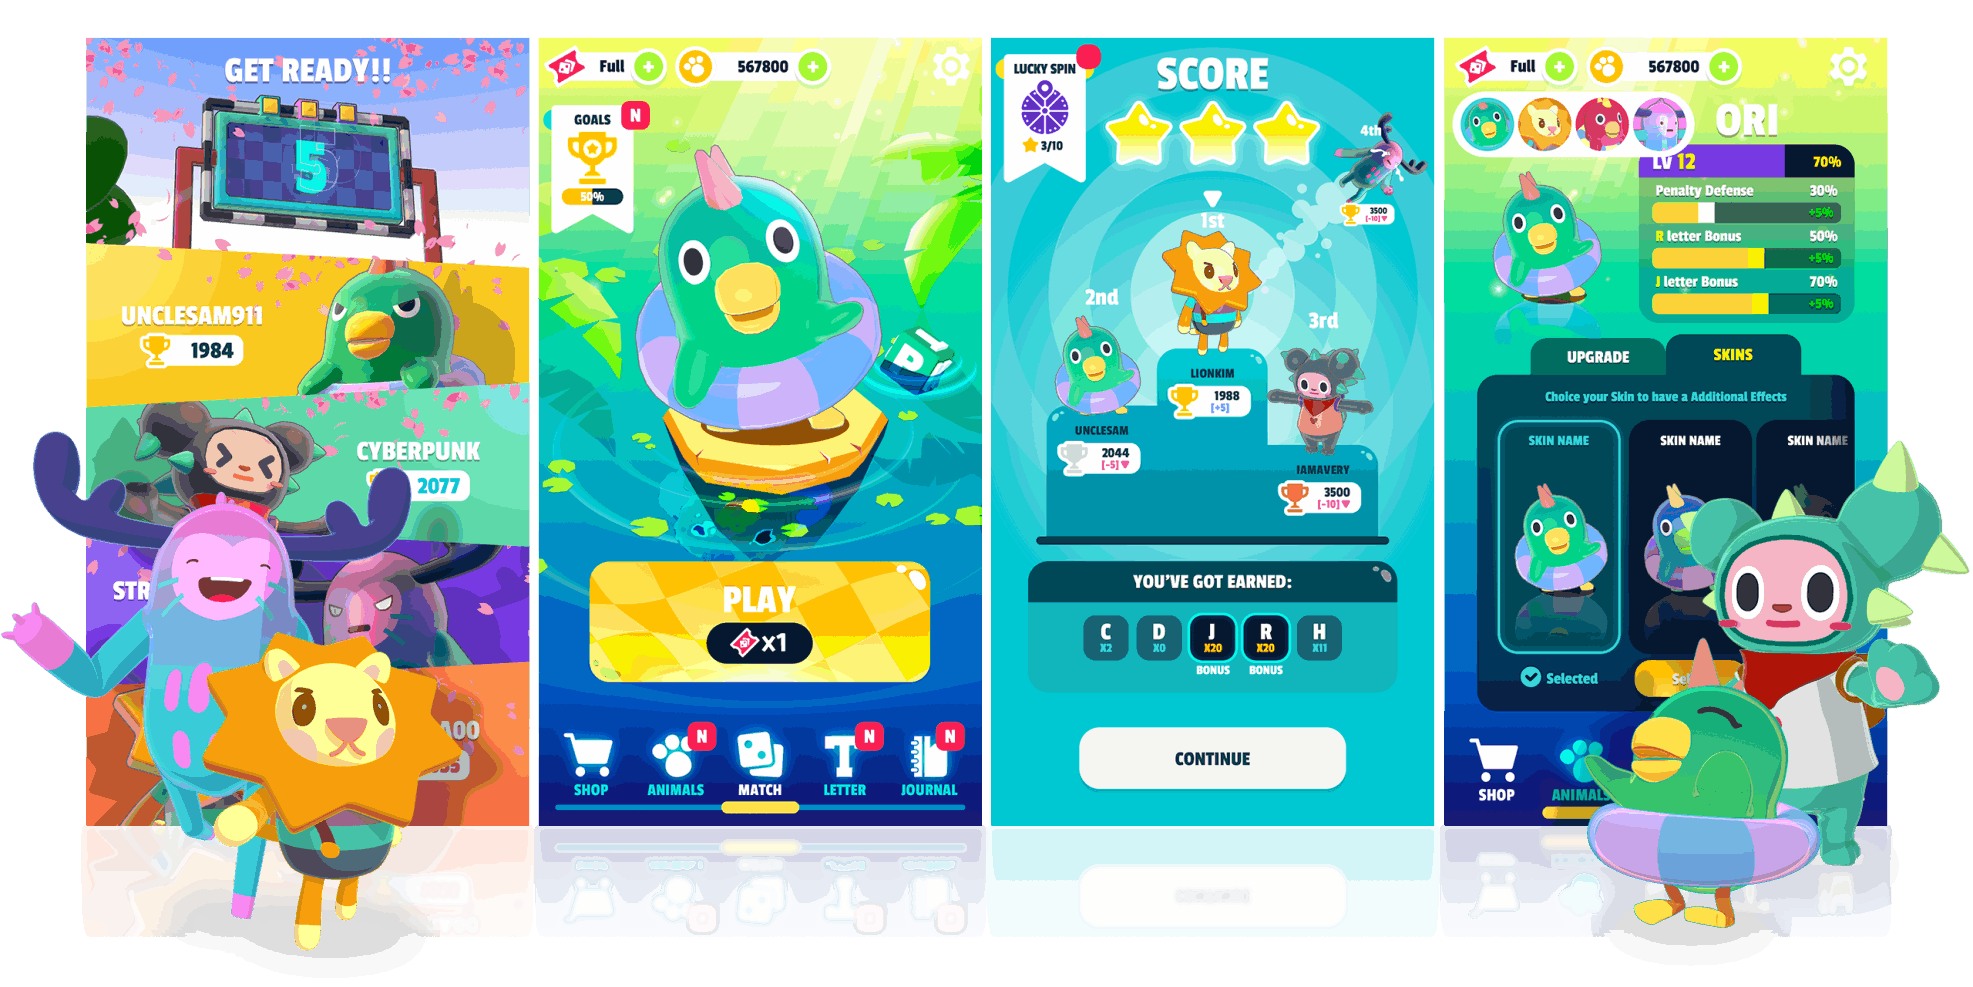 GET READY!!
5
UNCLESAM911
1984
CYBERPUNK
2077
STR
A00
Full
567800
GOALS
N
50%
PLAY
x1
N
N
N
SHOP
ANIMALS
MATCH
LETTER
JOURNAL
LUCKY SPIN
3/10
SCORE
4th
3500
[-10]
1st
2nd
3rd
LIONKIM
1988
[+5]
UNCLESAM
2044
[-5]
IAMAVERY
3500
[-10]
YOU'VE GOT EARNED:
C
D
J
R
H
X2
X0
X20
X20
X11
BONUS
BONUS
CONTINUE
Full
567800
ORI
LV 12
70%
Penalty Defense
30%
+5%
R letter Bonus
50%
+5%
J letter Bonus
70%
+5%
UPGRADE
SKINS
Choice your Skin to have a Additional Effects
SKIN NAME
SKIN NAME
SKIN NAME
Selected
Sel
SHOP
ANIMALS